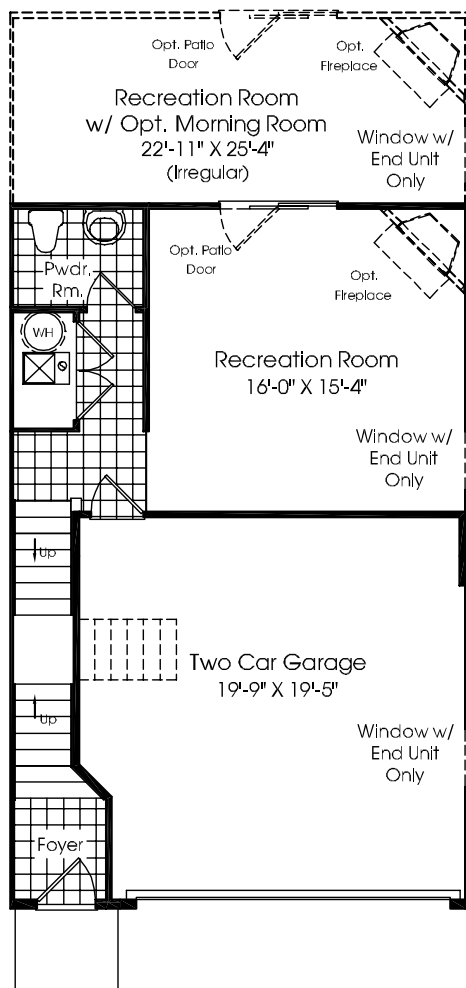 Opt. Patio
Door
Opt.
Fireplace
Recreation Room
w/ Opt. Morning Room
22'-11" X 25'-4"
(Irregular)
Window w/
End Unit
Only
Pwdr.
Rm.
Opt. Patio
Door
Opt.
Fireplace
WH
Recreation Room
16'-0" X 15'-4"
Window w/
End Unit
Only
Up
Two Car Garage
19'-9" X 19'-5"
Up
Window w/
End Unit
Only
Foyer